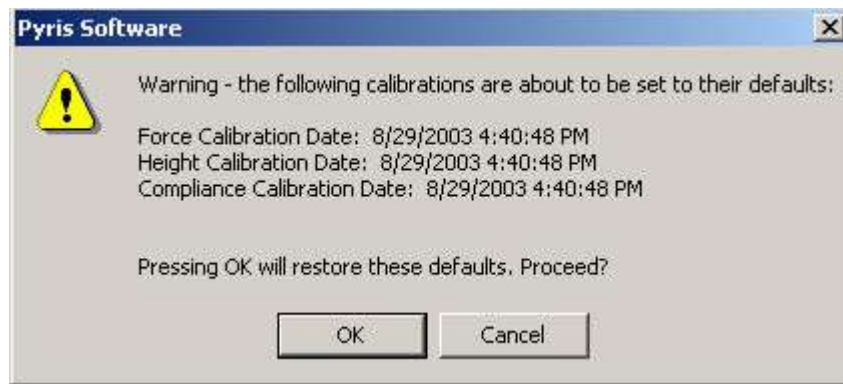 Pyris Software
Warning - the following calibrations are about to be set to their defaults:
Force Calibration Date: 8/29/2003 4:40:48 PM
Height Calibration Date: 8/29/2003 4:40:48 PM
Compliance Calibration Date: 8/29/2003 4:40:48 PM
Pressing OK will restore these defaults. Proceed?
OK
Cancel